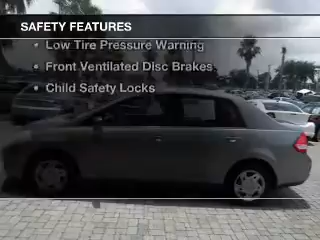 SAFETY FEATURES
• Low Tire Pressure Warning
• Front Ventilated Disc Brakes
• Child Safety Locks